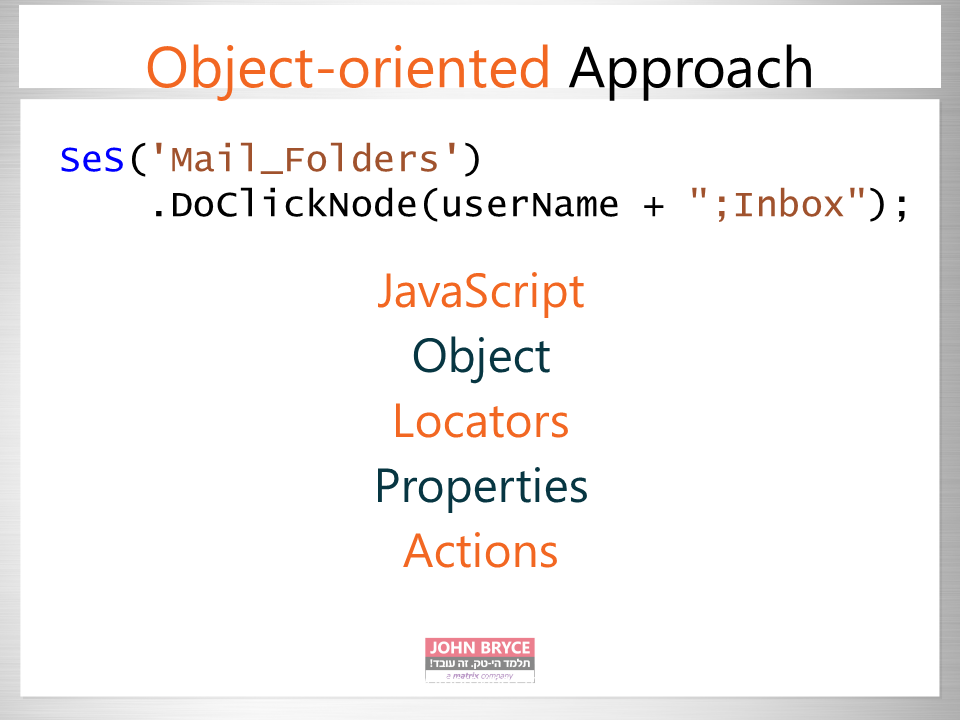 Object-oriented Approach
SeS('Mail_Folders')
.DoClickNode(userName + ";Inbox");
JavaScript
Object
Locators
Properties
Actions
JOHN BRYCE
תלמד הי-טק. זה עובד!
a matrix company